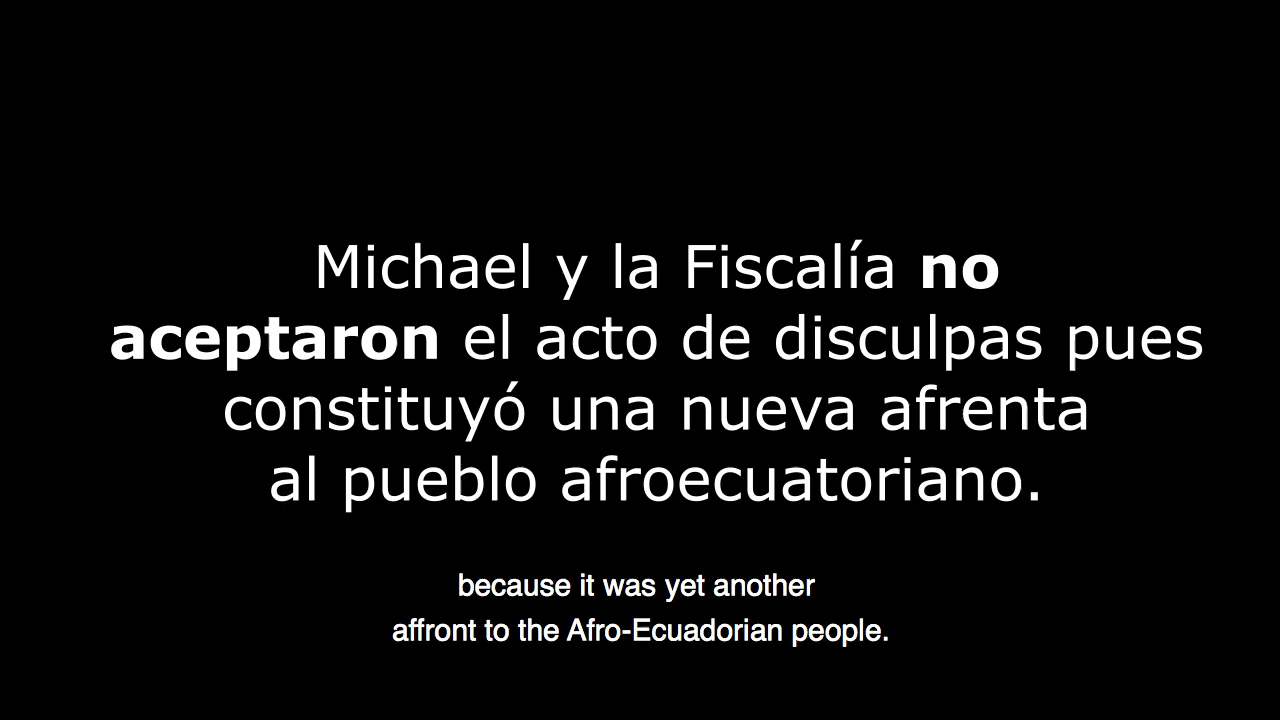 Michael y la Fiscalía no
aceptaron el acto de disculpas pues
constituyó una nueva afrenta
al pueblo afroecuatoriano.
because it was yet another
affront to the Afro-Ecuadorian people.